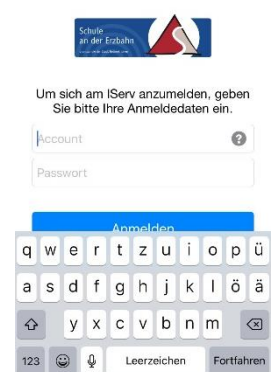 Schule
an der Erzbahn
Um sich am IServ anzumelden, geben
Sie bitte Ihre Anmeldedaten ein.
Account
?
Passwort
Anmelden
q w e r t z u i o p ü
a s d f g h j k l ö ä
y x c v b n m
123 Leerzeichen Fortfahren